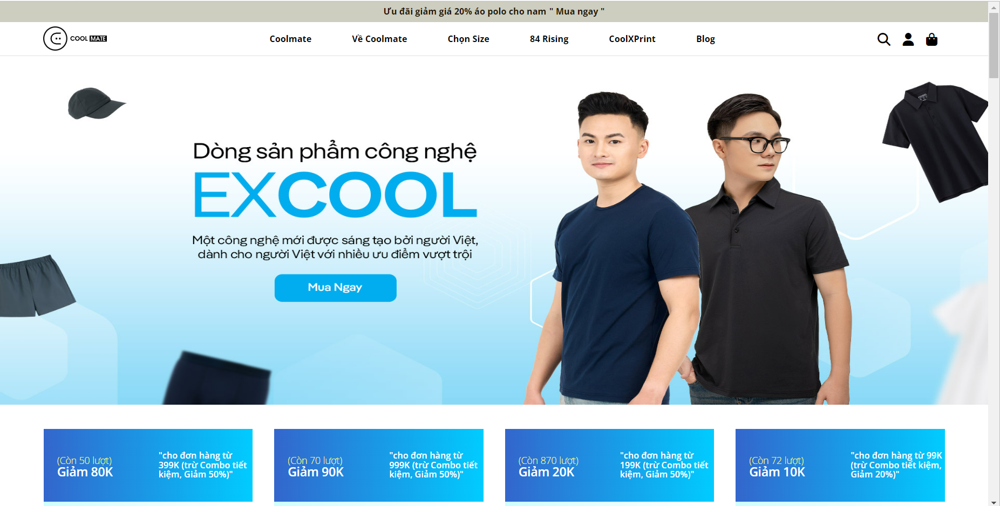 Ưu đãi giảm giá 20% áo polo cho nam " Mua ngay "
COOL MATE
Coolmate
Về Coolmate
Chọn Size
84 Rising
CoolXPrint
Blog
Dòng sản phẩm công nghệ
EXCOOL
Một công nghệ mới được sáng tạo bởi người Việt,
dành cho người Việt với nhiều ưu điểm vượt trội
Mua Ngay
(Còn 50 lượt)
Giảm 80K
"cho đơn hàng từ
399K (trừ Combo tiết
kiệm, Giảm 50%)"
(Còn 70 lượt)
Giảm 90K
"cho đơn hàng từ
999K (trừ Combo tiết
kiệm, Giảm 50%)"
(Còn 870 lượt)
Giảm 20K
"cho đơn hàng từ
199K (trừ Combo tiết
kiệm, Giảm 50%)"
(Còn 72 lượt)
Giảm 10K
"cho đơn hàng từ 99K
(trừ Combo tiết kiệm,
Giảm 20%)"